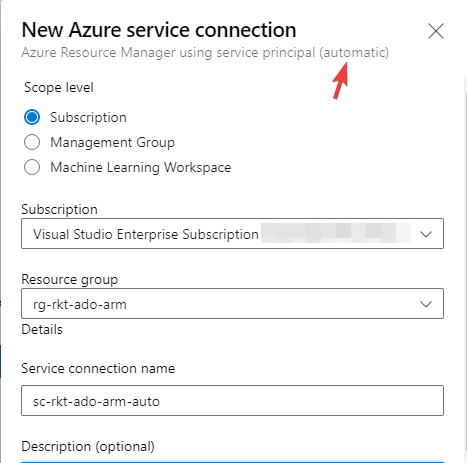 New Azure service connection
Azure Resource Manager using service principal (automatic)
Scope level
Subscription
Management Group
Machine Learning Workspace
Subscription
Visual Studio Enterprise Subscription
Resource group
rg-rkt-ado-arm
Details
Service connection name
sc-rkt-ado-arm-auto
Description (optional)